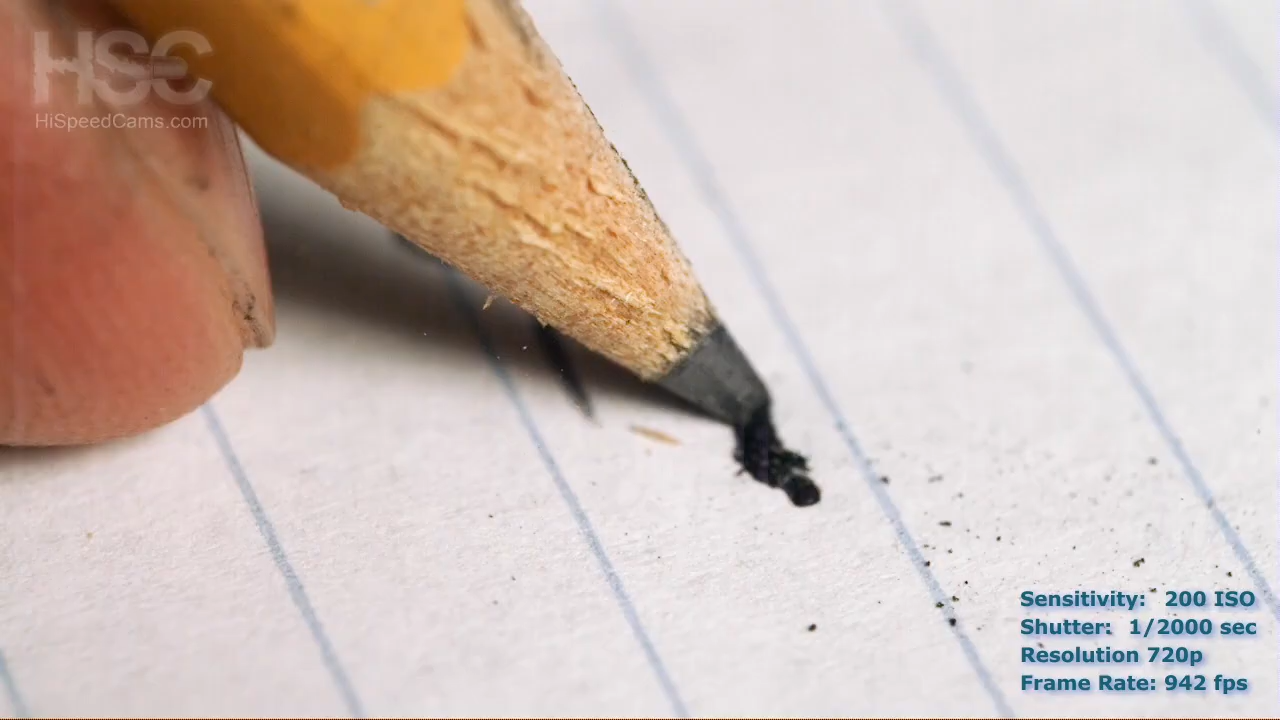 HSC
HiSpeedCams.com
Sensitivity: 200 ISO
Shutter: 1/2000 sec
Resolution 720p
Frame Rate: 942 fps